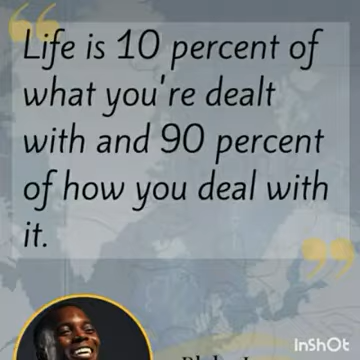 Life is 10 percent of
what you're dealt
with and 90 percent
of how you deal with
it.
InShOt